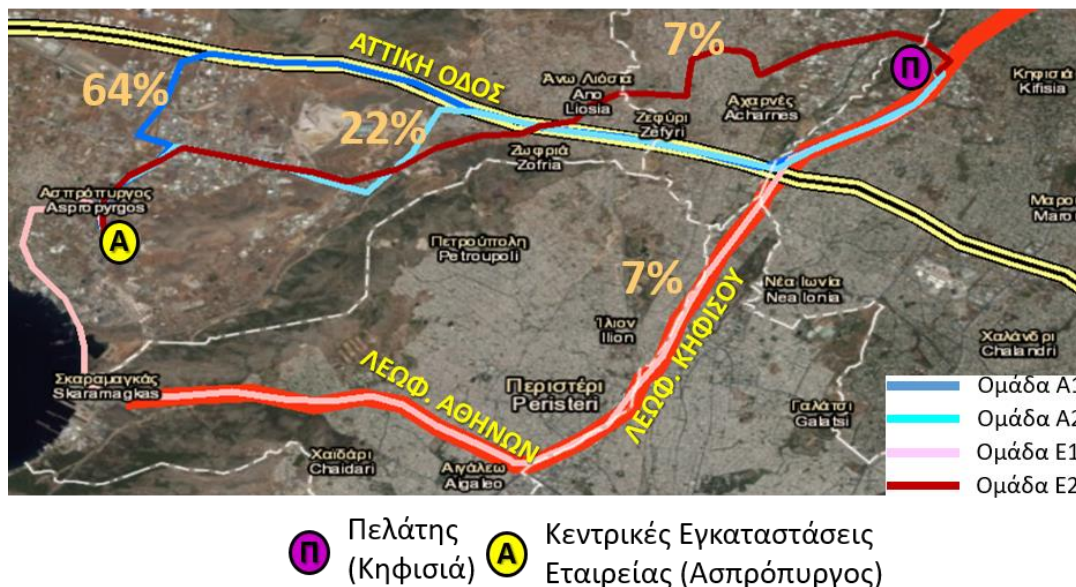 ΑΤΤΙΚΗ ΟΔΟΣ
7%
64%
22%
Άνω Λιόσια
Ano
Liosia
Ζεφύρι
Zefyri
Αχαρνές
Acharnes
Π
Κηφισιά
Kifisia
Ζωφριά
Zofria
Ασπρόπυργος
Aspropyrgos
Α
Πετρούπολη
Petroupoli
7%
Νέα Ιωνία
Nea Ionia
Ίλιον
Ilion
ΛΕΩΦ. ΚΗΦΙΣΟΥ
Χαλάνδρι
Chalandri
Σκαραμαγκάς
Skaramagkas
ΛΕΩΦ. ΑΘΗΝΩΝ
Περιστέρι
Peristeri
Γαλάτσι
Galatsi
Χαϊδάρι
Chaidari
Αιγάλεω
Aigaleo
Ομάδα Α1
Ομάδα Α2
Ομάδα Ε1
Ομάδα Ε2
Π Πελάτης
(Κηφισιά)
Α Κεντρικές Εγκαταστάσεις
Εταιρείας (Ασπρόπυργος)